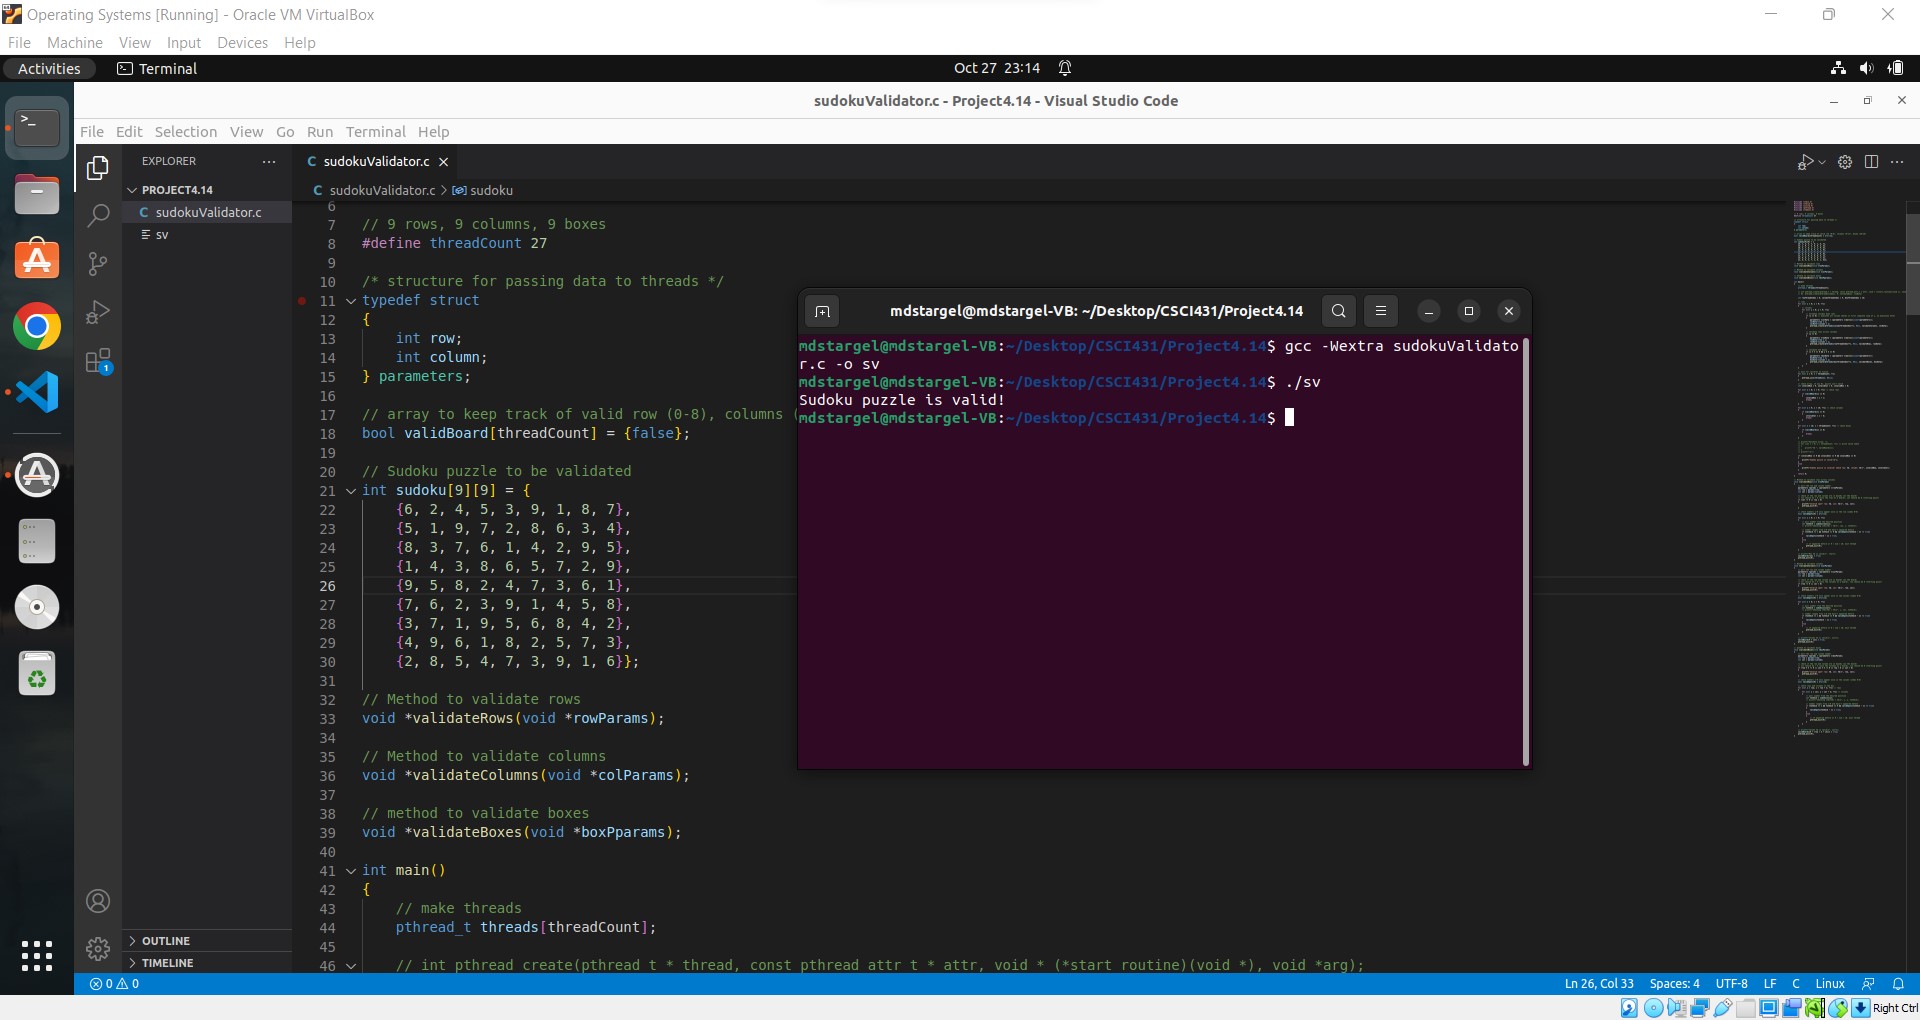 Operating Systems [Running] - Oracle VM VirtualBox
File Machine View Input Devices Help
Activities Terminal Oct 27 23:14
sudokuValidator.c - Project4.14 - Visual Studio Code
File Edit Selection View Go Run Terminal Help
EXPLORER
PROJECT4.14
C sudokuValidator.c
sv
1
OUTLINE
TIMELINE
C sudokuValidator.c
C sudokuValidator.c > sudoku
6
7 // 9 rows, 9 columns, 9 boxes
8 #define threadCount 27
9
10 /* structure for passing data to threads */
11 typedef struct
12 {
13 int row;
14 int column;
15 } parameters;
16
17 // array to keep track of valid row (0-8), columns (
18 bool validBoard[threadCount] = {false};
19
20 // Sudoku puzzle to be validated
21 int sudoku[9][9] = {
22 {6, 2, 4, 5, 3, 9, 1, 8, 7},
23 {5, 1, 9, 7, 2, 8, 6, 3, 4},
24 {8, 3, 7, 6, 1, 4, 2, 9, 5},
25 {1, 4, 3, 8, 6, 5, 7, 2, 9},
26 {9, 5, 8, 2, 4, 7, 3, 6, 1},
27 {7, 6, 2, 3, 9, 1, 4, 5, 8},
28 {3, 7, 1, 9, 5, 6, 8, 4, 2},
29 {4, 9, 6, 1, 8, 2, 5, 7, 3},
30 {2, 8, 5, 4, 7, 3, 9, 1, 6}};
31
32 // Method to validate rows
33 void *validateRows(void *rowParams);
34
35 // Method to validate columns
36 void *validateColumns(void *colParams);
37
38 // method to validate boxes
39 void *validateBoxes(void *boxPparams);
40
41 int main()
42 {
43 // make threads
44 pthread_t threads[threadCount];
45
46 // int pthread create(pthread t * thread, const pthread attr t * attr, void * (*start routine)(void *), void *arg);
mdstargel@mdstargel-VB: ~/Desktop/CSCI431/Project4.14
mdstargel@mdstargel-VB:~/Desktop/CSCI431/Project4.14$ gcc -Wextra sudokuValidato
r.c -o sv
mdstargel@mdstargel-VB:~/Desktop/CSCI431/Project4.14$ ./sv
Sudoku puzzle is valid!
mdstargel@mdstargel-VB:~/Desktop/CSCI431/Project4.14$
0 0 Ln 26, Col 33 Spaces: 4 UTF-8 LF C Linux
Right Ctrl